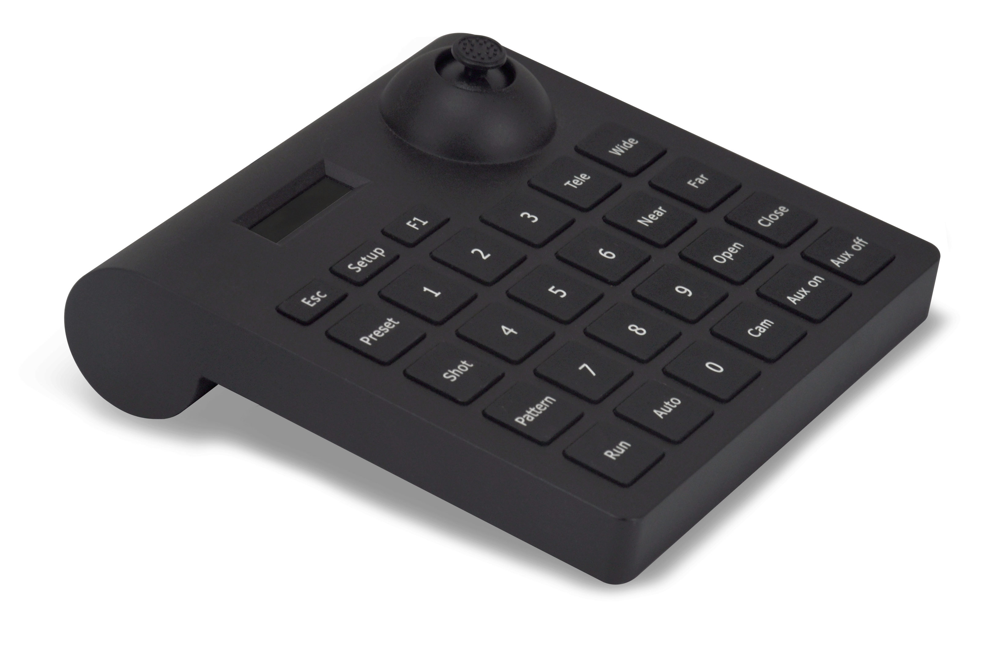 Esc Setup F1
Preset 1 2 3 Tele Wide
Shot 4 5 6 Near Far
Pattern 7 8 9 Open Close
Run Auto 0 Cam Aux on Aux off